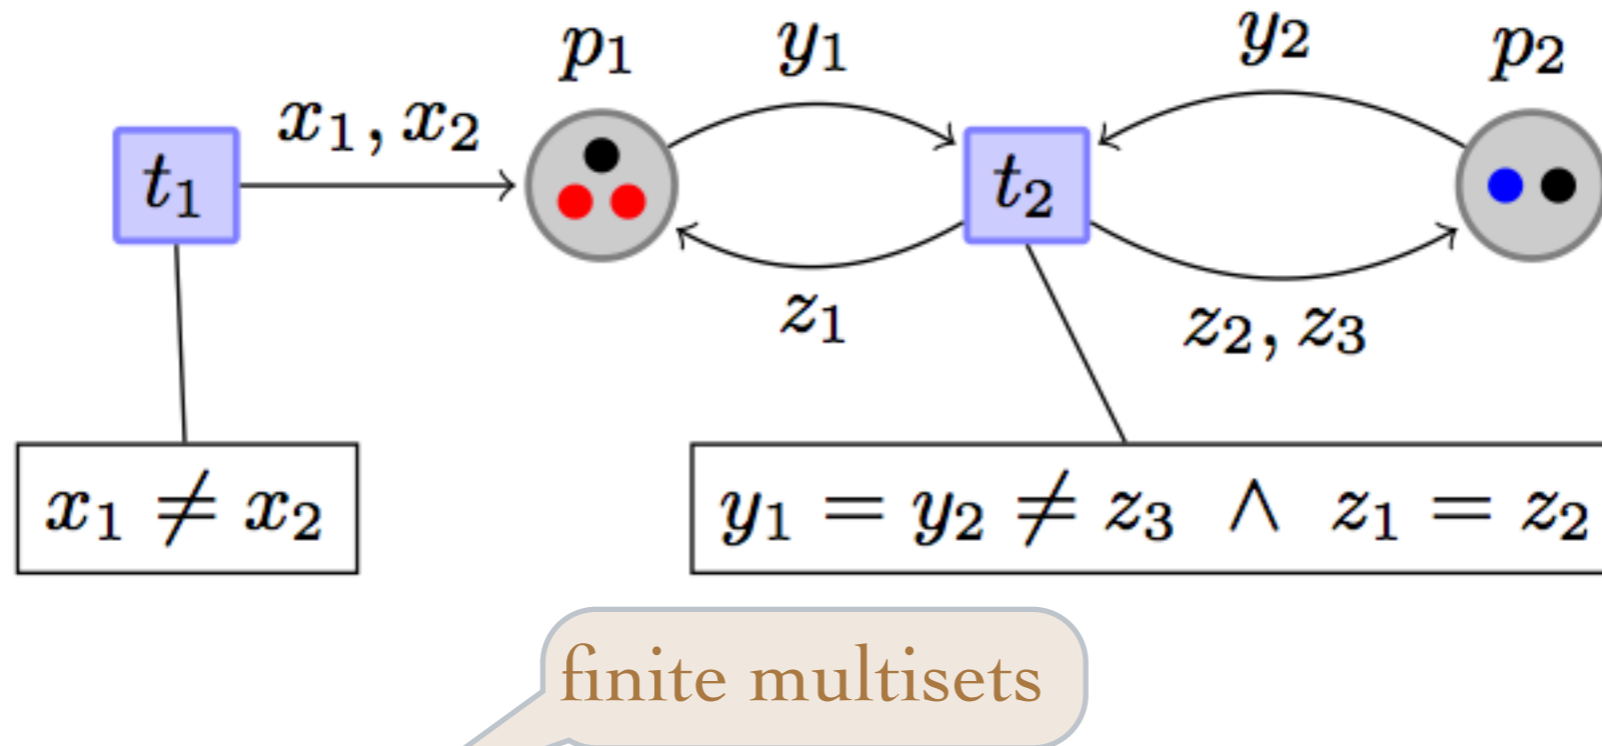 p₁ y₁ y₂ p₂
x₁, x₂
t₁ t₂
z₁ z₂, z₃
x₁ ≠ x₂ y₁ = y₂ ≠ z₃ ∧ z₁ = z₂
finite multisets